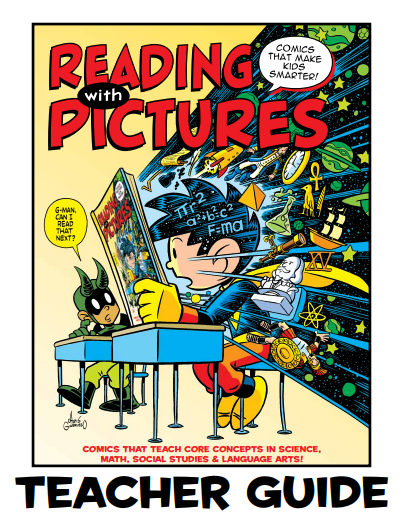 READING
with
PICTURES
COMICS
THAT MAKE
KIDS
SMARTER!
G-MAN,
CAN I
READ
THAT
NEXT?
πr²
a²+b²=c²
F=ma
COMICS THAT TEACH CORE CONCEPTS IN SCIENCE,
MATH, SOCIAL STUDIES & LANGUAGE ARTS!
TEACHER GUIDE